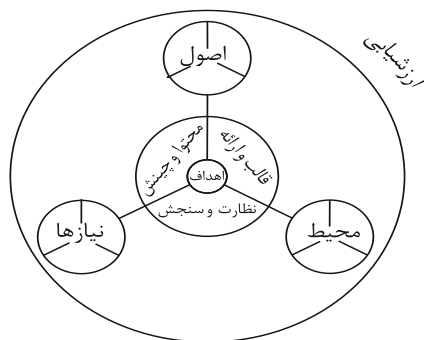 ارزشیابی
اصول
قالب و ارائه
محتوا و چینش
اهداف
نظارت و سنجش
محیط
نیازها